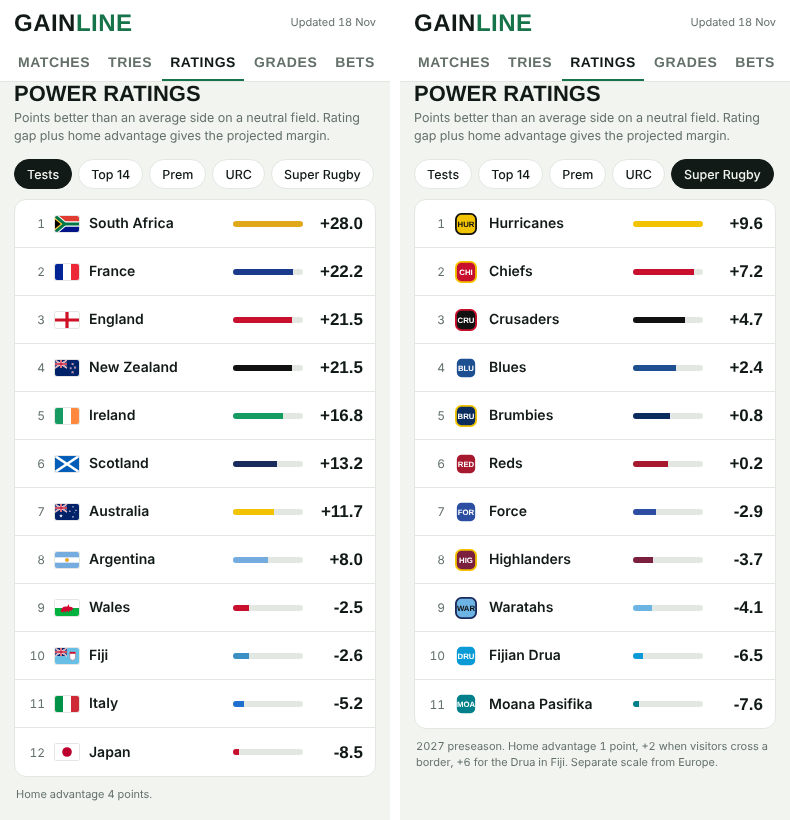 GAINLINE
Updated 18 Nov
MATCHES TRIES RATINGS GRADES BETS
POWER RATINGS
Points better than an average side on a neutral field. Rating
gap plus home advantage gives the projected margin.
Tests Top 14 Prem URC Super Rugby
1 South Africa +28.0
2 France +22.2
3 England +21.5
4 New Zealand +21.5
5 Ireland +16.8
6 Scotland +13.2
7 Australia +11.7
8 Argentina +8.0
9 Wales -2.5
10 Fiji -2.6
11 Italy -5.2
12 Japan -8.5
Home advantage 4 points.
GAINLINE
Updated 18 Nov
MATCHES TRIES RATINGS GRADES BETS
POWER RATINGS
Points better than an average side on a neutral field. Rating
gap plus home advantage gives the projected margin.
Tests Top 14 Prem URC Super Rugby
1 HUR Hurricanes +9.6
2 CHI Chiefs +7.2
3 CRU Crusaders +4.7
4 BLU Blues +2.4
5 BRU Brumbies +0.8
6 RED Reds +0.2
7 FOR Force -2.9
8 HIG Highlanders -3.7
9 WAR Waratahs -4.1
10 DRU Fijian Drua -6.5
11 MOA Moana Pasifika -7.6
2027 preseason. Home advantage 1 point, +2 when visitors cross a
border, +6 for the Drua in Fiji. Separate scale from Europe.